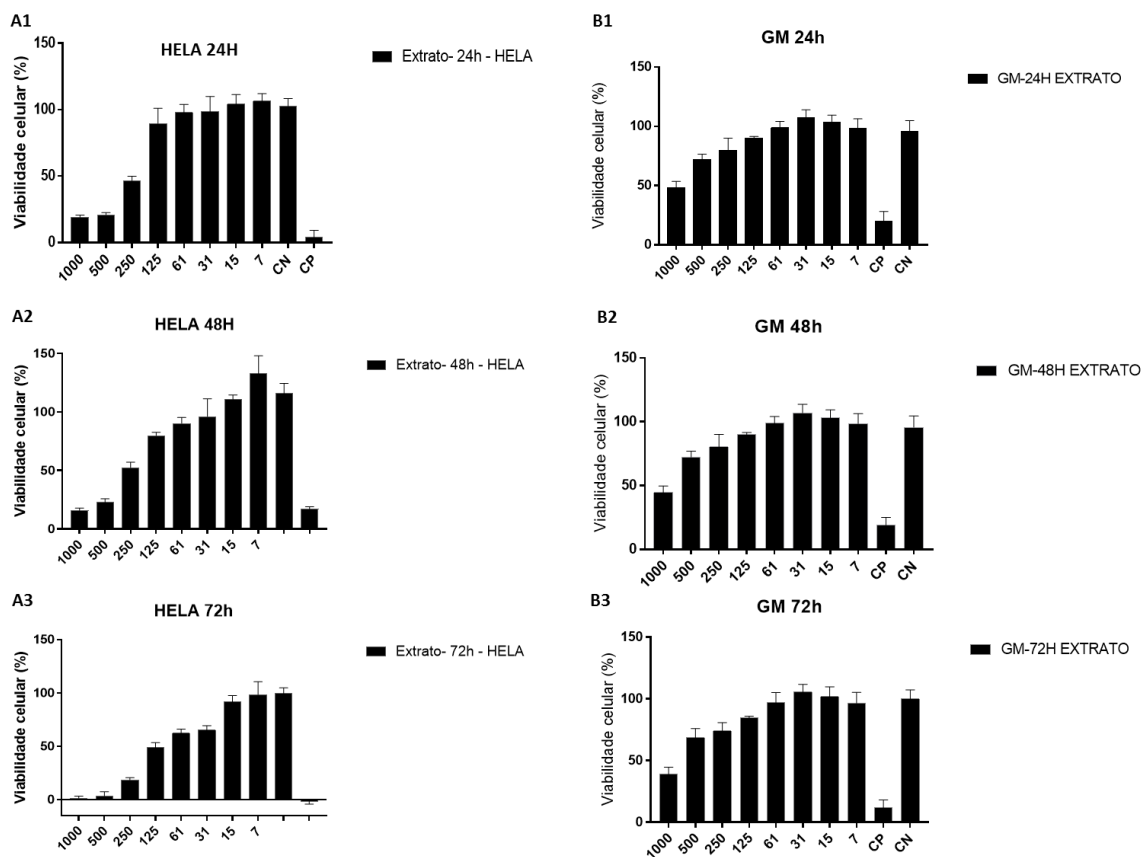 A1
HELA 24H
Extrato- 24h - HELA
Viabilidade celular (%)
150
100
50
0
1000 500 250 125 61 31 15 7 CN CP
B1
GM 24h
GM-24H EXTRATO
Viabilidade celular (%)
150
100
50
0
1000 500 250 125 61 31 15 7 CP CN
A2
HELA 48H
Extrato- 48h - HELA
Viabilidade celular (%)
150
100
50
0
1000 500 250 125 61 31 15 7
B2
GM 48h
GM-48H EXTRATO
Viabilidade celular (%)
150
100
50
0
1000 500 250 125 61 31 15 7 CP CN
A3
HELA 72h
Extrato- 72h - HELA
Viabilidade celular (%)
150
100
50
0
1000 500 250 125 61 31 15 7
B3
GM 72h
GM-72H EXTRATO
Viabilidade celular (%)
150
100
50
0
1000 500 250 125 61 31 15 7 CP CN